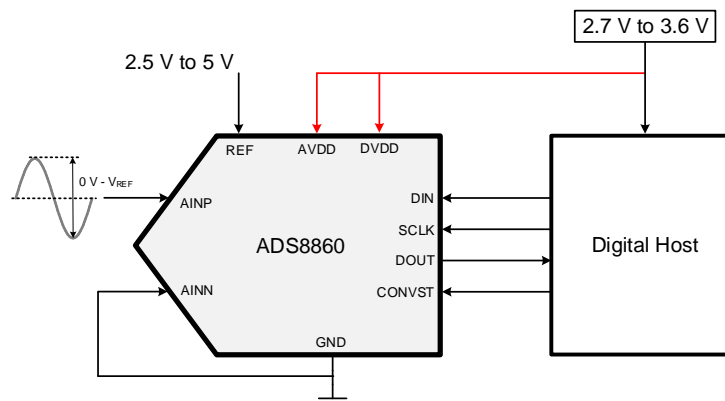 2.7 V to 3.6 V
2.5 V to 5 V
REF
AVDD
DVDD
0 V - VREF
AINP
DIN
SCLK
ADS8860
Digital Host
DOUT
AINN
CONVST
GND